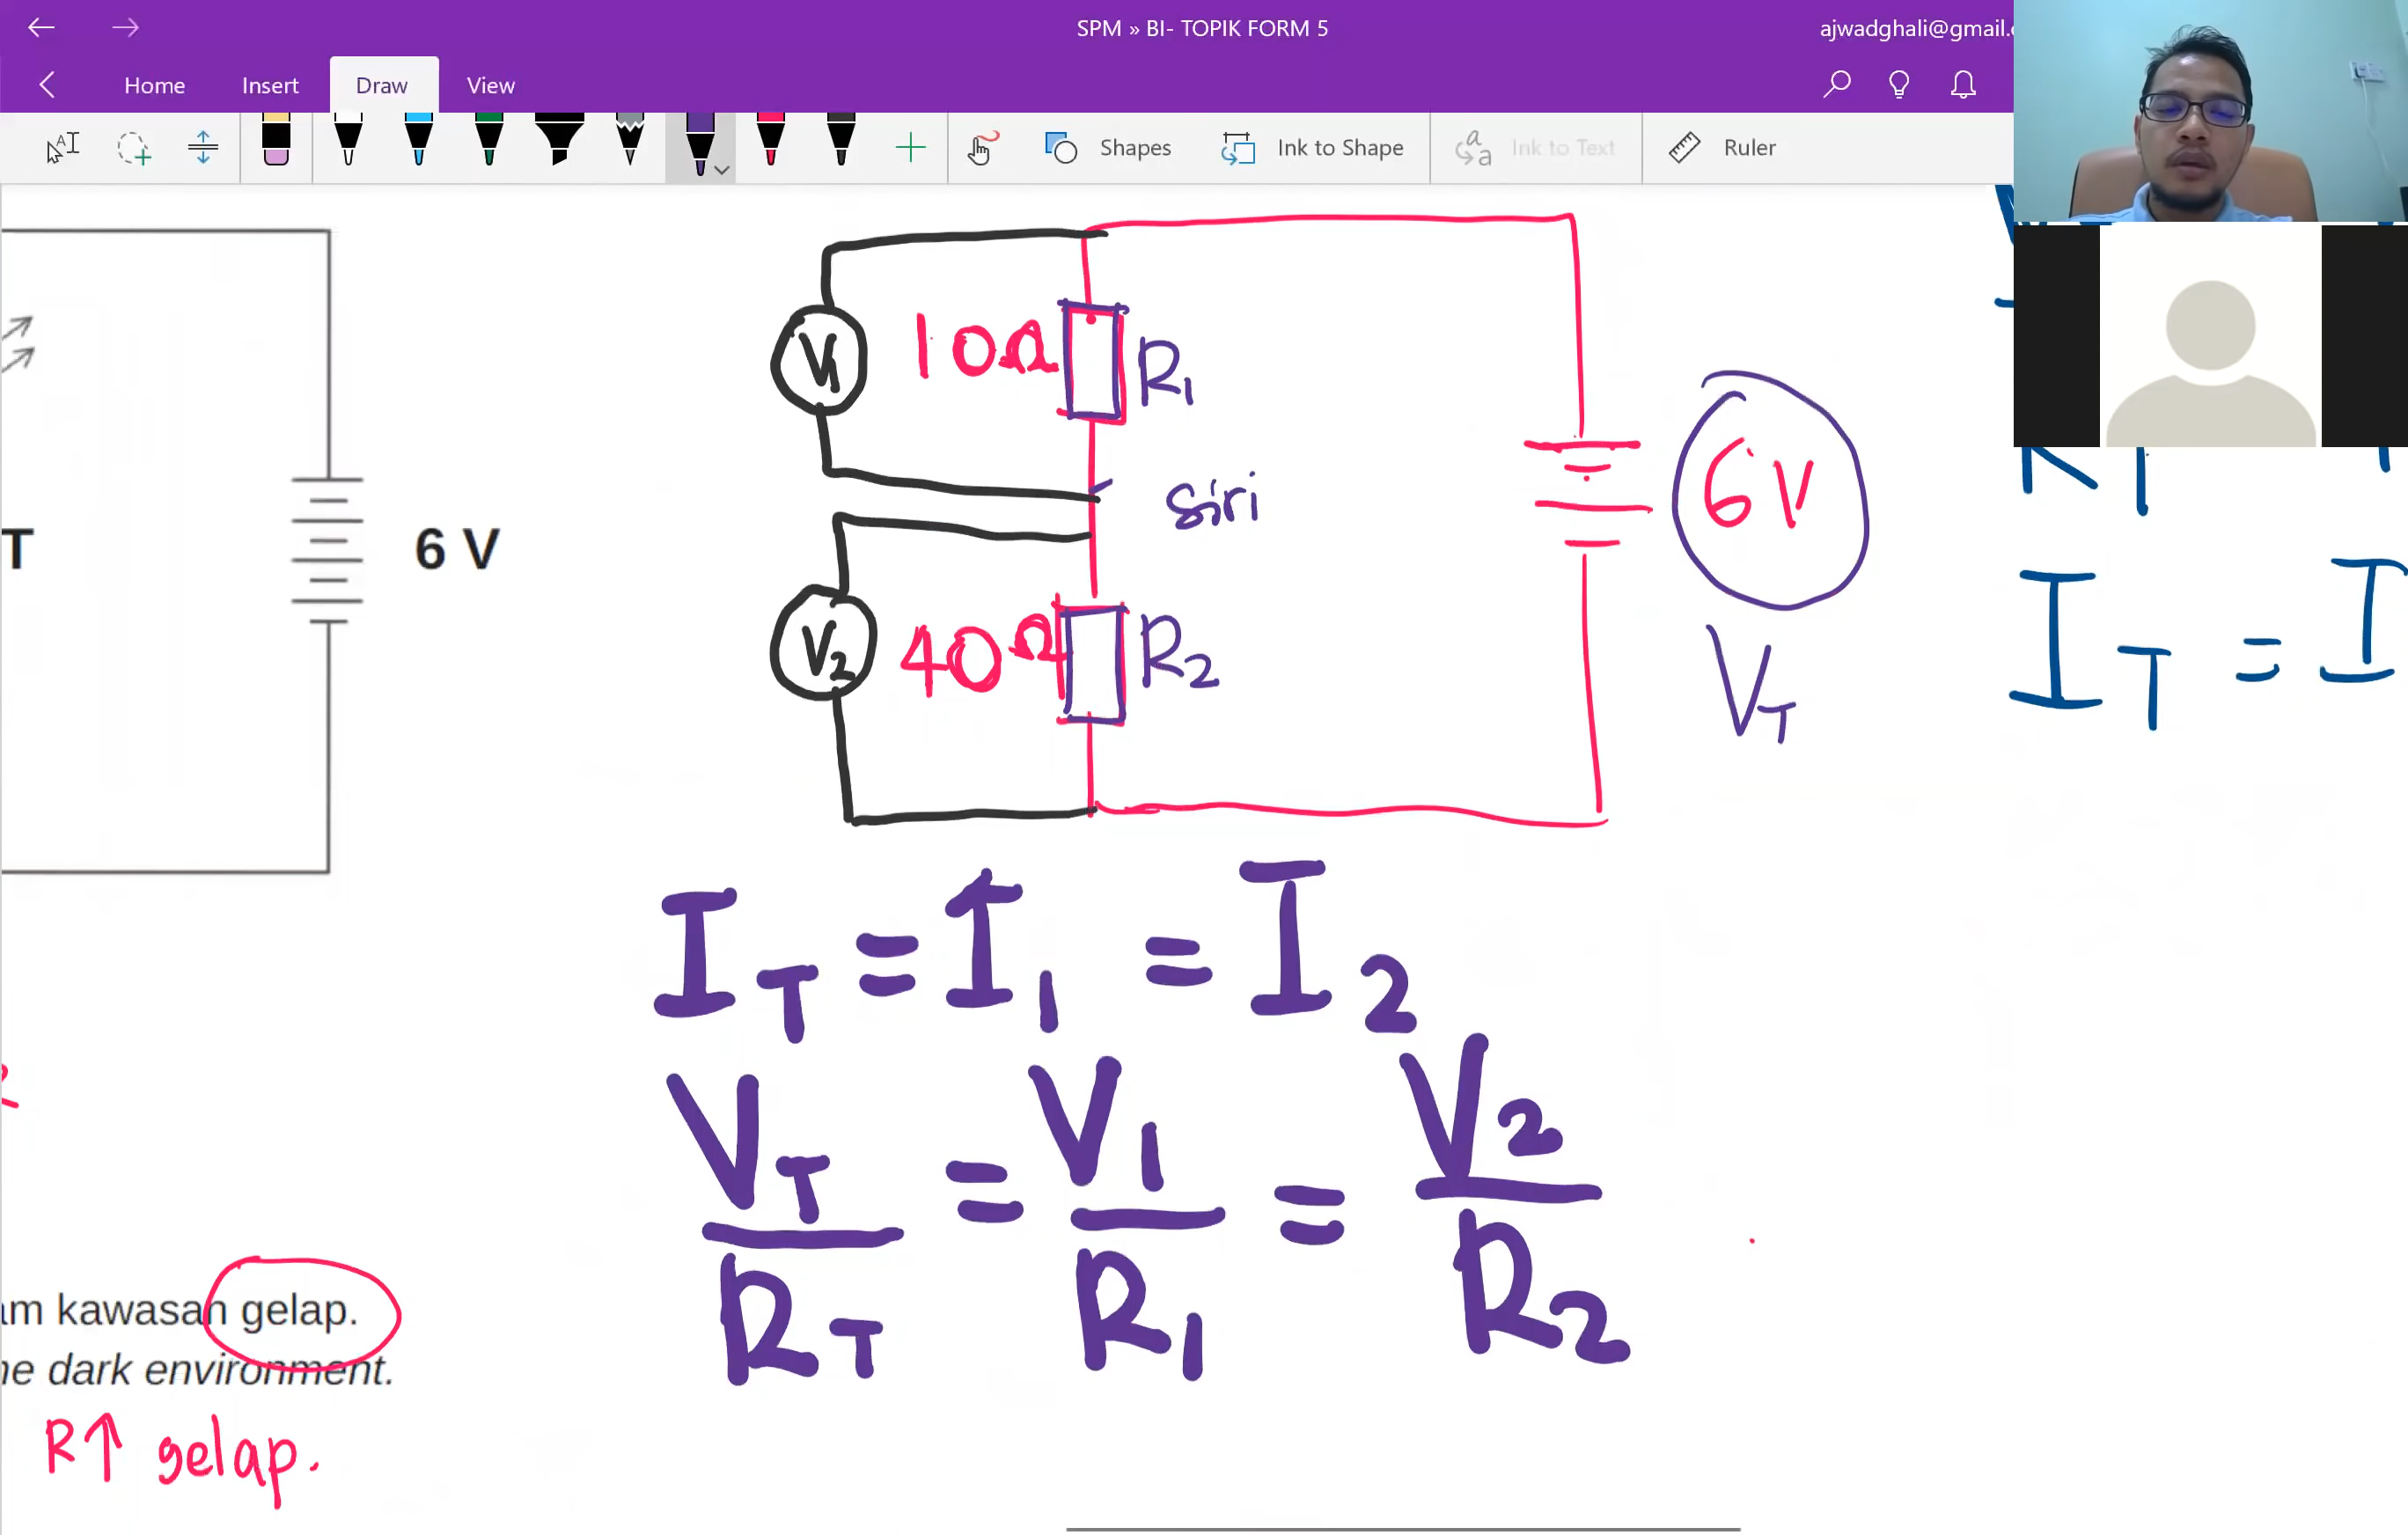 SPM » BI- TOPIK FORM 5
ajwadghali@gmail.c
Home
Insert
Draw
View
Shapes
Ink to Shape
Ink to Text
Ruler
T
6 V
V1
10Ω
R1
siri
V2
40Ω
R2
6V
VT
IT = I
IT = I1 = I2
VT/RT = V1/R1 = V2/R2
am kawasan gelap.
he dark environment.
R↑ gelap.